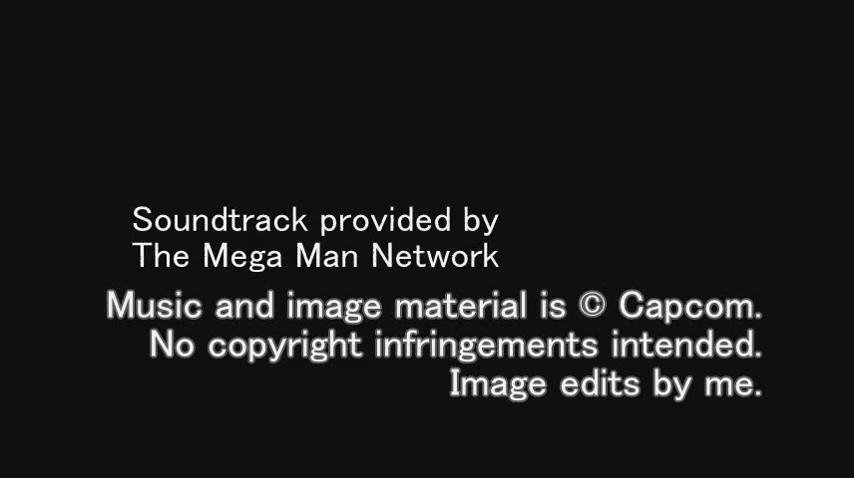 Soundtrack provided by
The Mega Man Network
Music and image material is © Capcom.
No copyright infringements intended.
Image edits by me.